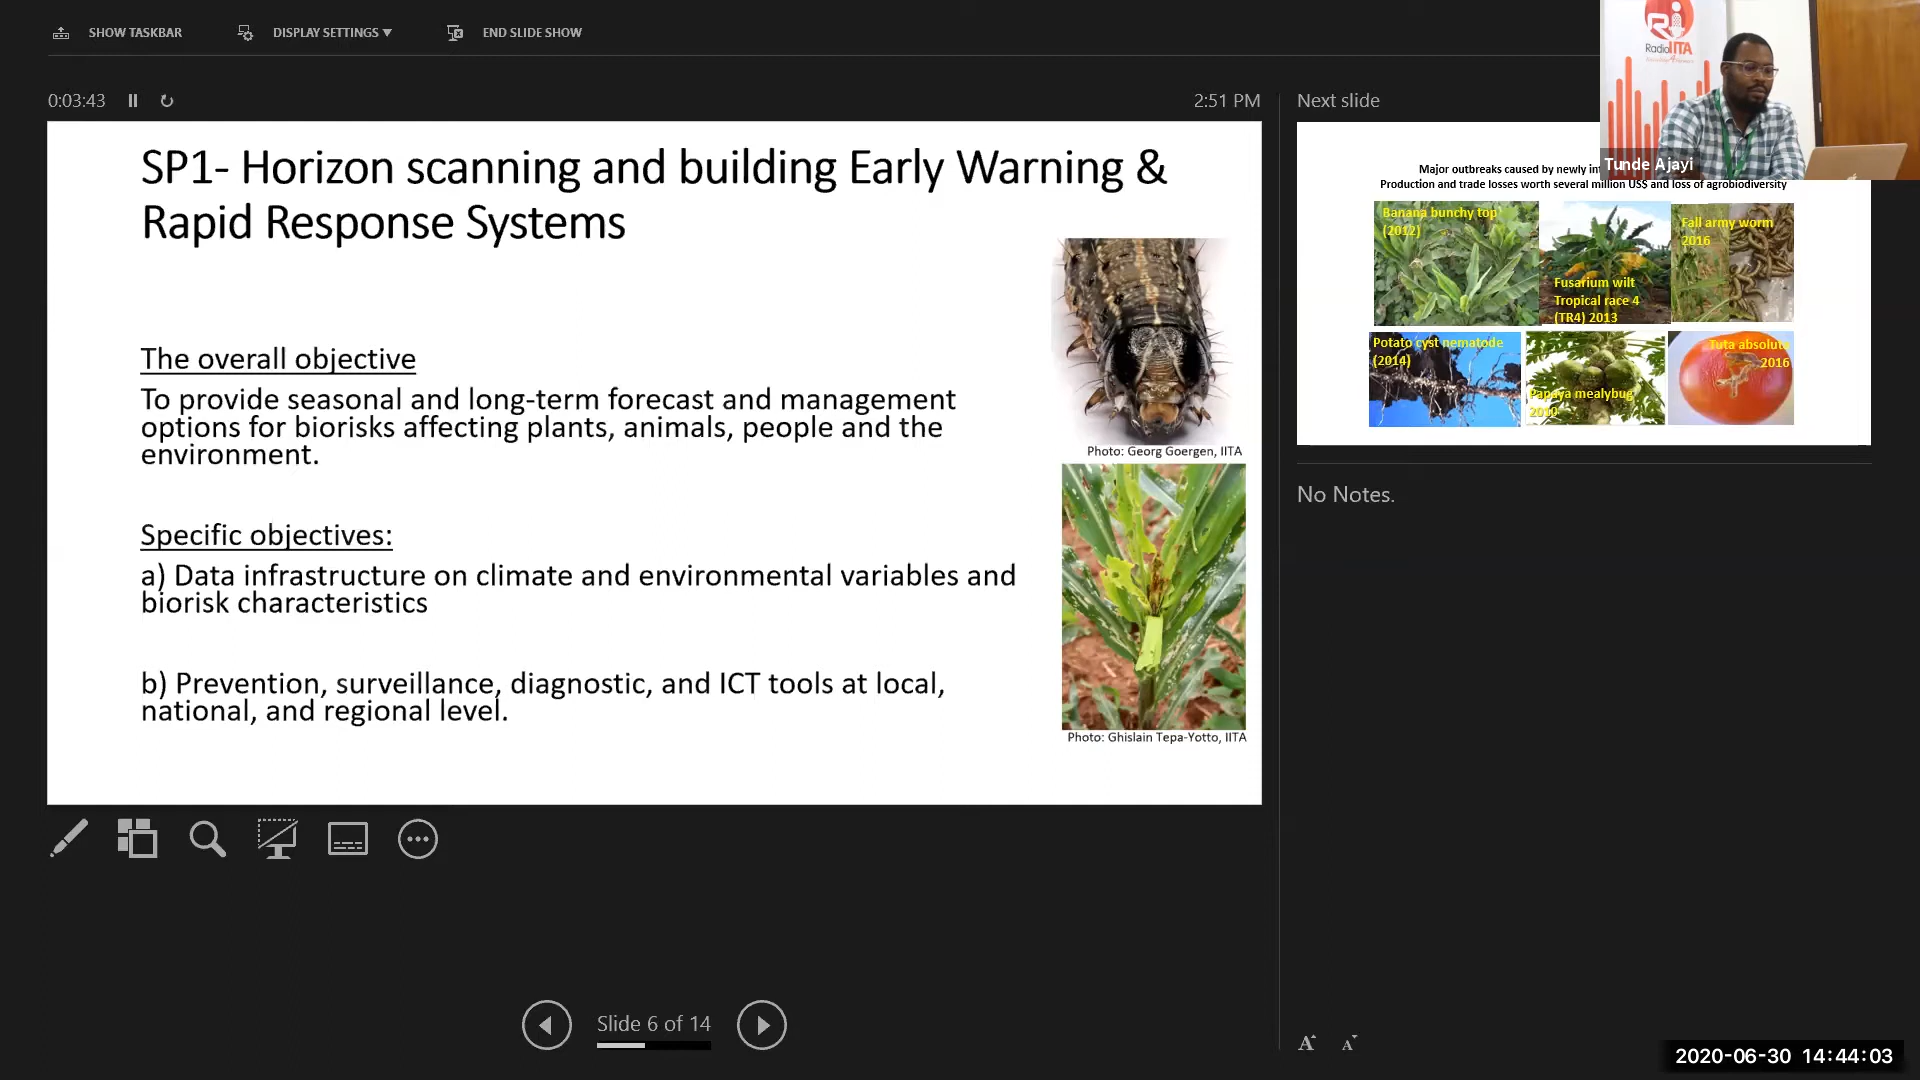 SHOW TASKBAR
DISPLAY SETTINGS ▼
END SLIDE SHOW
0:03:43
2:51 PM
SP1- Horizon scanning and building Early Warning &
Rapid Response Systems
The overall objective
To provide seasonal and long-term forecast and management
options for biorisks affecting plants, animals, people and the
environment.
Specific objectives:
a) Data infrastructure on climate and environmental variables and
biorisk characteristics
b) Prevention, surveillance, diagnostic, and ICT tools at local,
national, and regional level.
Photo: Georg Goergen, IITA
Photo: Ghislain Tepa-Yotto, IITA
Slide 6 of 14
Next slide
Major outbreaks caused by newly
Production and trade losses worth several million US$ and loss of agrobiodiversity
Banana bunchy top
(2012)
Fusarium wilt
Tropical race 4
(TR4) 2013
Fall army worm
2016
Potato cyst nematode
(2014)
Papaya mealybug
Tuta absoluta
2016
No Notes.
Radio IITA
Tunde Ajayi
2020-06-30 14:44:03